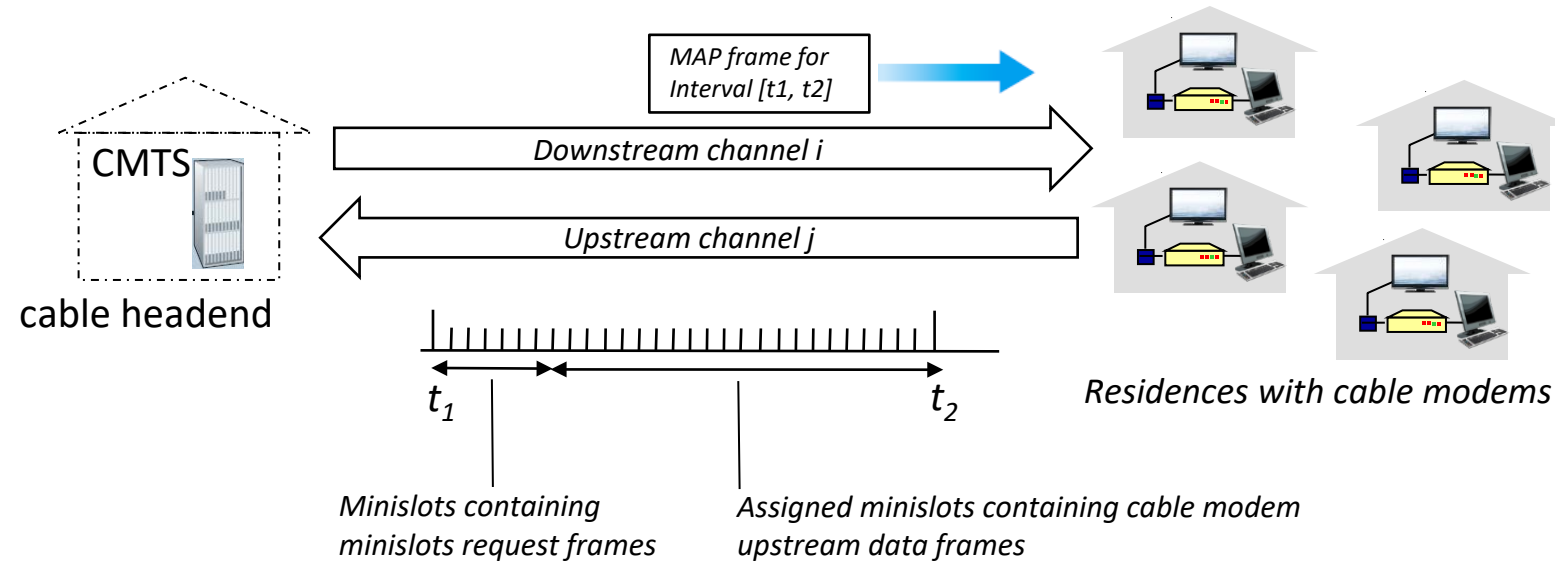 MAP frame for
Interval [t1, t2]
CMTS
Downstream channel i
Upstream channel j
cable headend
t1
t2
Residences with cable modems
Minislots containing
minislots request frames
Assigned minislots containing cable modem
upstream data frames